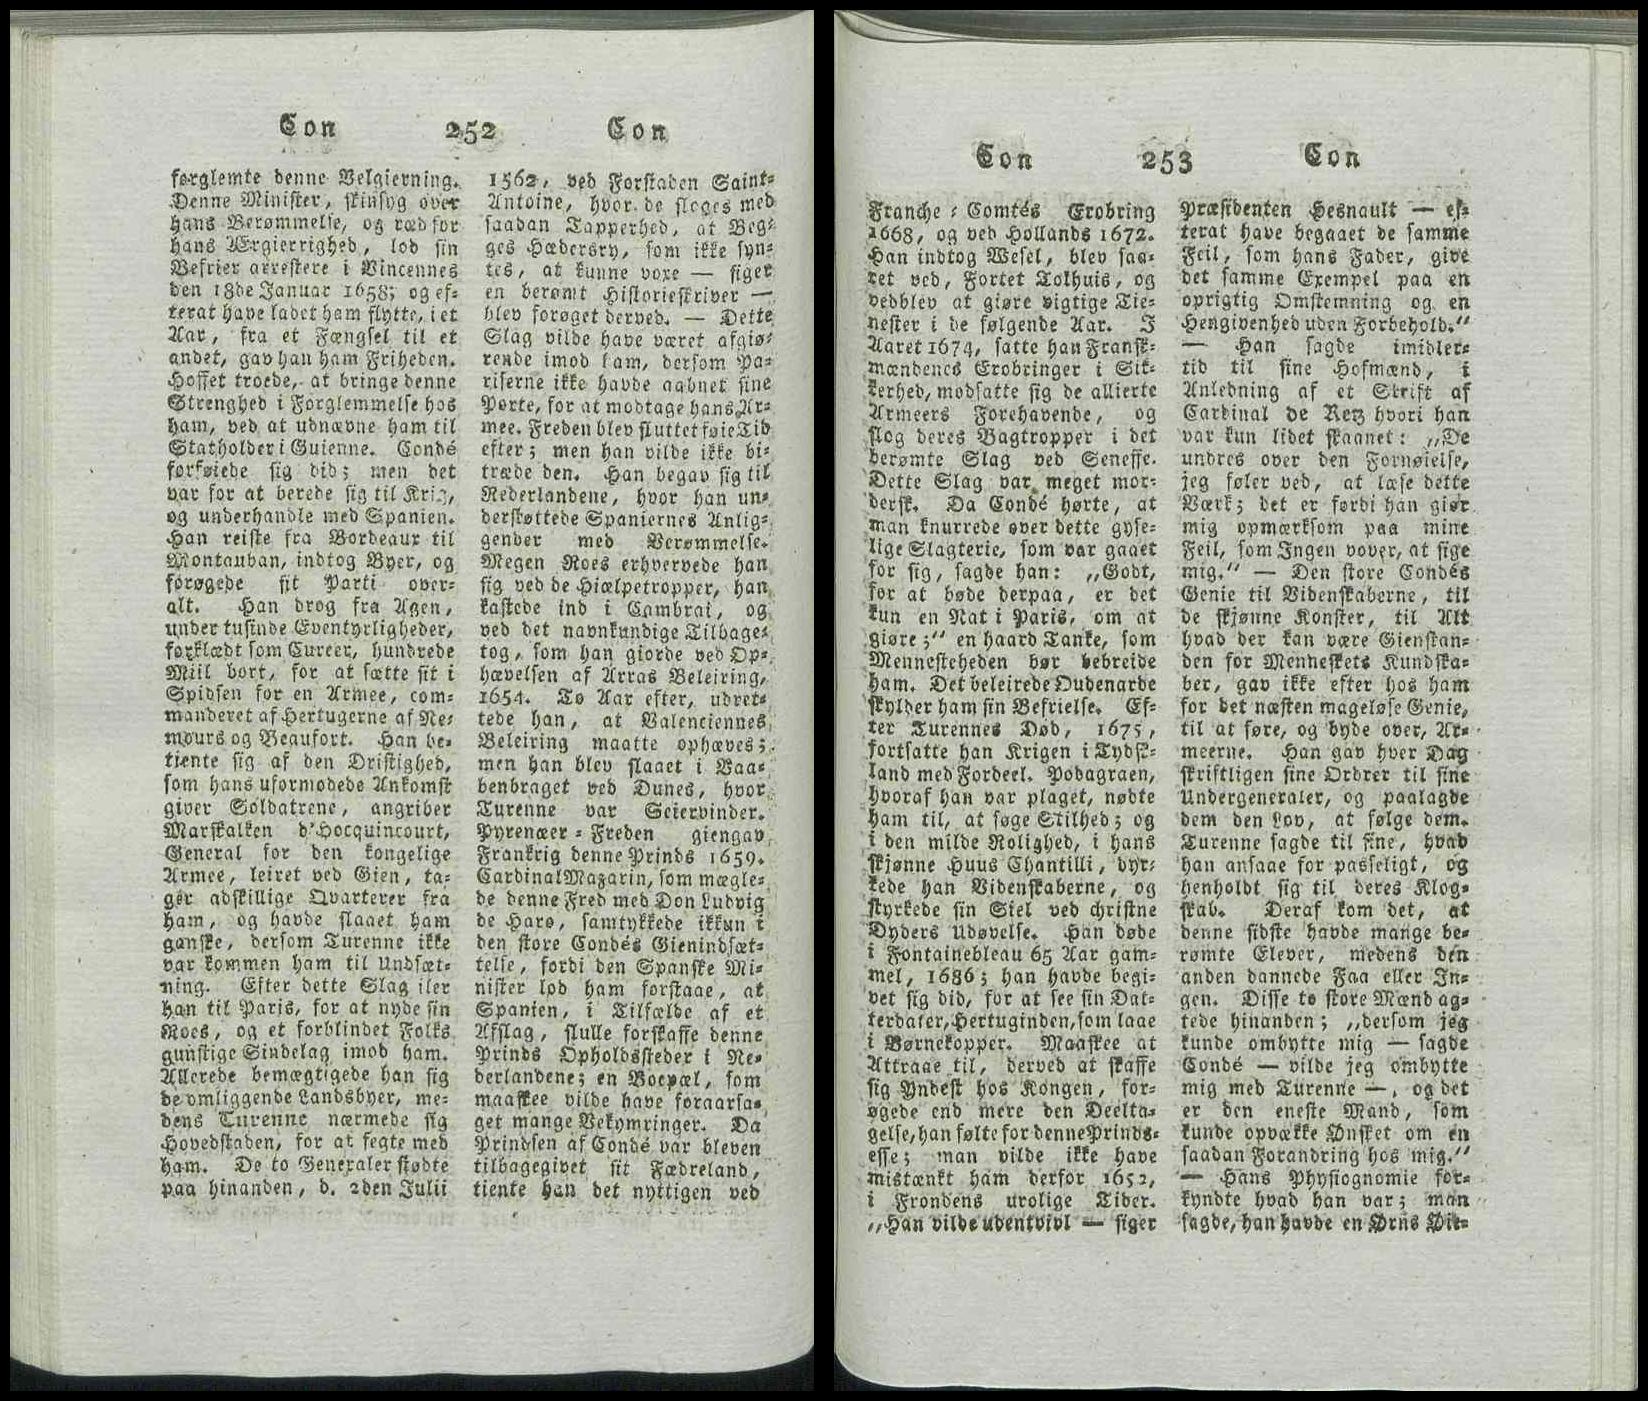 Con 252 Con
forglemte denne Velgierning.
Denne Minister, skinsyg over
hans Berømmelse, og ræd for
hans Ærgierrighed, lod sin
Befrier arrestere i Vincennes
den 18de Januar 1658; og ef-
terat have ladet ham flytte, i et
Aar, fra et Fængsel til et
andet, gav han ham Friheden.
Hoffet troede, at bringe denne
Strenghed i Forglemmelse hos
ham, ved at udnævne ham til
Statholder i Guienne. Condé
forføiede sig did; men det
var for at berede sig til Krig,
og underhandle med Spanien.
Han reiste fra Bordeaux til
Montauban, indtog Byer, og
forøgede sit Parti over-
alt. Han drog fra Agen,
under tusinde Eventyrligheder,
forklædt som Cureer, hundrede
Miil bort, for at sætte sit i
Spidsen for en Armee, com-
manderet af Hertugerne af Ne-
mours og Beaufort. Han be-
tiente sig af den Dristighed,
som hans uformodede Ankomst
giver Soldatrene, angriber
Marskalken d'Hocquincourt,
General for den kongelige
Armee, leiret ved Gien, ta-
ger adskillige Qvarterer fra
ham, og havde slaaet ham
ganske, dersom Turenne ikke
var kommen ham til Undsæt-
ning. Efter dette Slag iler
han til Paris, for at nyde sin
Roes, og et forblindet Folks
gunstige Sindelag imod ham.
Allerede bemægtigede han sig
de omliggende Landsbyer, me-
dens Turenne nærmede sig
Hovedstaden, for at fegte med
ham. De to Generaler stødte
paa hinanden, d. 2den Julii
1562, ved Forstaden Saint-
Antoine, hvor de sloges med
saadan Tapperhed, at Beg-
ges Hædersry, som ikke syn-
tes, at kunne voxe — siger
en berømt Historieskriver —
blev forøget derved. — Dette
Slag vilde have været afgiø-
rende imod ham, dersom Pa-
riserne ikke havde aabnet sine
Porte, for at modtage hans Ar-
mee. Freden blev sluttet føie Tid
efter; men han vilde ikke bi-
træde den. Han begav sig til
Nederlandene, hvor han un-
derstøttede Spaniernes Anlig-
gender med Berømmelse.
Megen Roes erhvervede han
sig ved de Hiælpetropper, han
kastede ind i Cambrai, og
ved det navnkundige Tilbage-
tog, som han giorde ved Op-
hævelsen af Arras Beleiring,
1654. To Aar efter, udret-
tede han, at Valenciennes
Beleiring maatte ophæves;
men han blev slaaet i Vaa-
benbraget ved Dunes, hvor
Turenne var Seiervinder.
Pyrenæer-Freden giengav
Frankrig denne Prinds 1659.
Cardinal Mazarin, som mægle-
de denne Fred med Don Ludvig
de Haro, samtykkede ikkun i
den store Condés Gienindsæt-
telse, fordi den Spanske Mi-
nister lod ham forstaae, at
Spanien, i Tilfælde af et
Afslag, skulle forskaffe denne
Prinds Opholdssteder i Ne-
derlandene; en Bocpæl, som
maaskee vilde have foraarsa-
get mange Bekymringer. Da
Prindsen af Condé var bleven
tilbagegivet sit Fædreland,
tiente han det nyttigen ved
Con 253 Con
Franche-Comtés Erobring
1668, og ved Hollands 1672.
Han indtog Wesel, blev saa-
ret ved, Fortet Tolhuis, og
vedblev at giøre vigtige Tie-
nester i de følgende Aar. I
Aaret 1674, satte han Fransk-
mændenes Erobringer i Sik-
kerhed, modsatte sig de allierte
Armeers Forehavende, og
slog deres Bagtropper i det
berømte Slag ved Seneffe.
Dette Slag var meget mor-
dersk. Da Condé hørte, at
man knurrede over dette gyse-
lige Slagterie, som var gaaet
for sig, sagde han: „Godt,
for at bøde derpaa, er det
kun en Nat i Paris, om at
giøre;“ en haard Tanke, som
Menneskeheden bør bebreide
ham. Det beleirede Oudenarde
skylder ham sin Befrielse. Ef-
ter Turennes Død, 1675,
fortsatte han Krigen i Tydsk-
land med Fordeel. Podagraen,
hvoraf han var plaget, nødte
ham til, at søge Stilhed; og
i den milde Rolighed, i hans
skjønne Huus Chantilli, dyr-
kede han Videnskaberne, og
styrkede sin Siel ved christne
Dyders Udøvelse. Han døde
i Fontainebleau 65 Aar gam-
mel, 1686; han havde begi-
vet sig did, for at see sin Dat-
terdater, Hertuginden, som laae
i Børnekopper. Maaskee at
Attraae til, derved at skaffe
sig Yndest hos Kongen, for-
øgede end mere den Deelta-
gelse, han følte for denne Prinds-
esse; man vilde ikke have
mistænkt ham derfor 1652,
i Frondens urolige Tider.
„Han vilde udentvivl — siger
Præsidenten Hesnault — ef-
terat have begaaet de samme
Feil, som hans Fader, give
det samme Exempel paa en
oprigtig Omstemning og en
Hengivenhed uden Forbehold.“
— Han sagde imidler-
tid til sine Hofmænd, i
Anledning af et Skrift af
Cardinal de Retz hvori han
var kun lidet skaanet: „De
undres over den Fornøielse,
jeg føler ved, at læse dette
Værk; det er fordi han giør
mig opmærksom paa mine
Feil, som Ingen vover, at sige
mig.“ — Den store Condés
Genie til Videnskaberne, til
de skjønne Konster, til Alt
hvad der kan være Gienstan-
den for Menneskets Kundska-
ber, gav ikke efter hos ham
for det næsten mageløse Genie,
til at føre, og byde over, Ar-
meerne. Han gav hver Dag
skriftligen sine Ordrer til sine
Undergeneraler, og paalagde
dem den Lov, at følge dem.
Turenne sagde til sine, hvad
han ansaae for passeligt, og
henholdt sig til deres Klog-
skab. Deraf kom det, at
denne sidste havde mange be-
rømte Elever, medens den
anden dannede Faa eller In-
gen. Disse to store Mænd ag-
tede hinanden; „dersom jeg
kunde ombytte mig — sagde
Condé — vilde jeg ombytte
mig med Turenne —, og det
er den eneste Mand, som
kunde opvække Ønsket om en
saadan Forandring hos mig.“
— Hans Physiognomie for-
kyndte hvad han var; man
sagde, han havde en Ørns Øie-